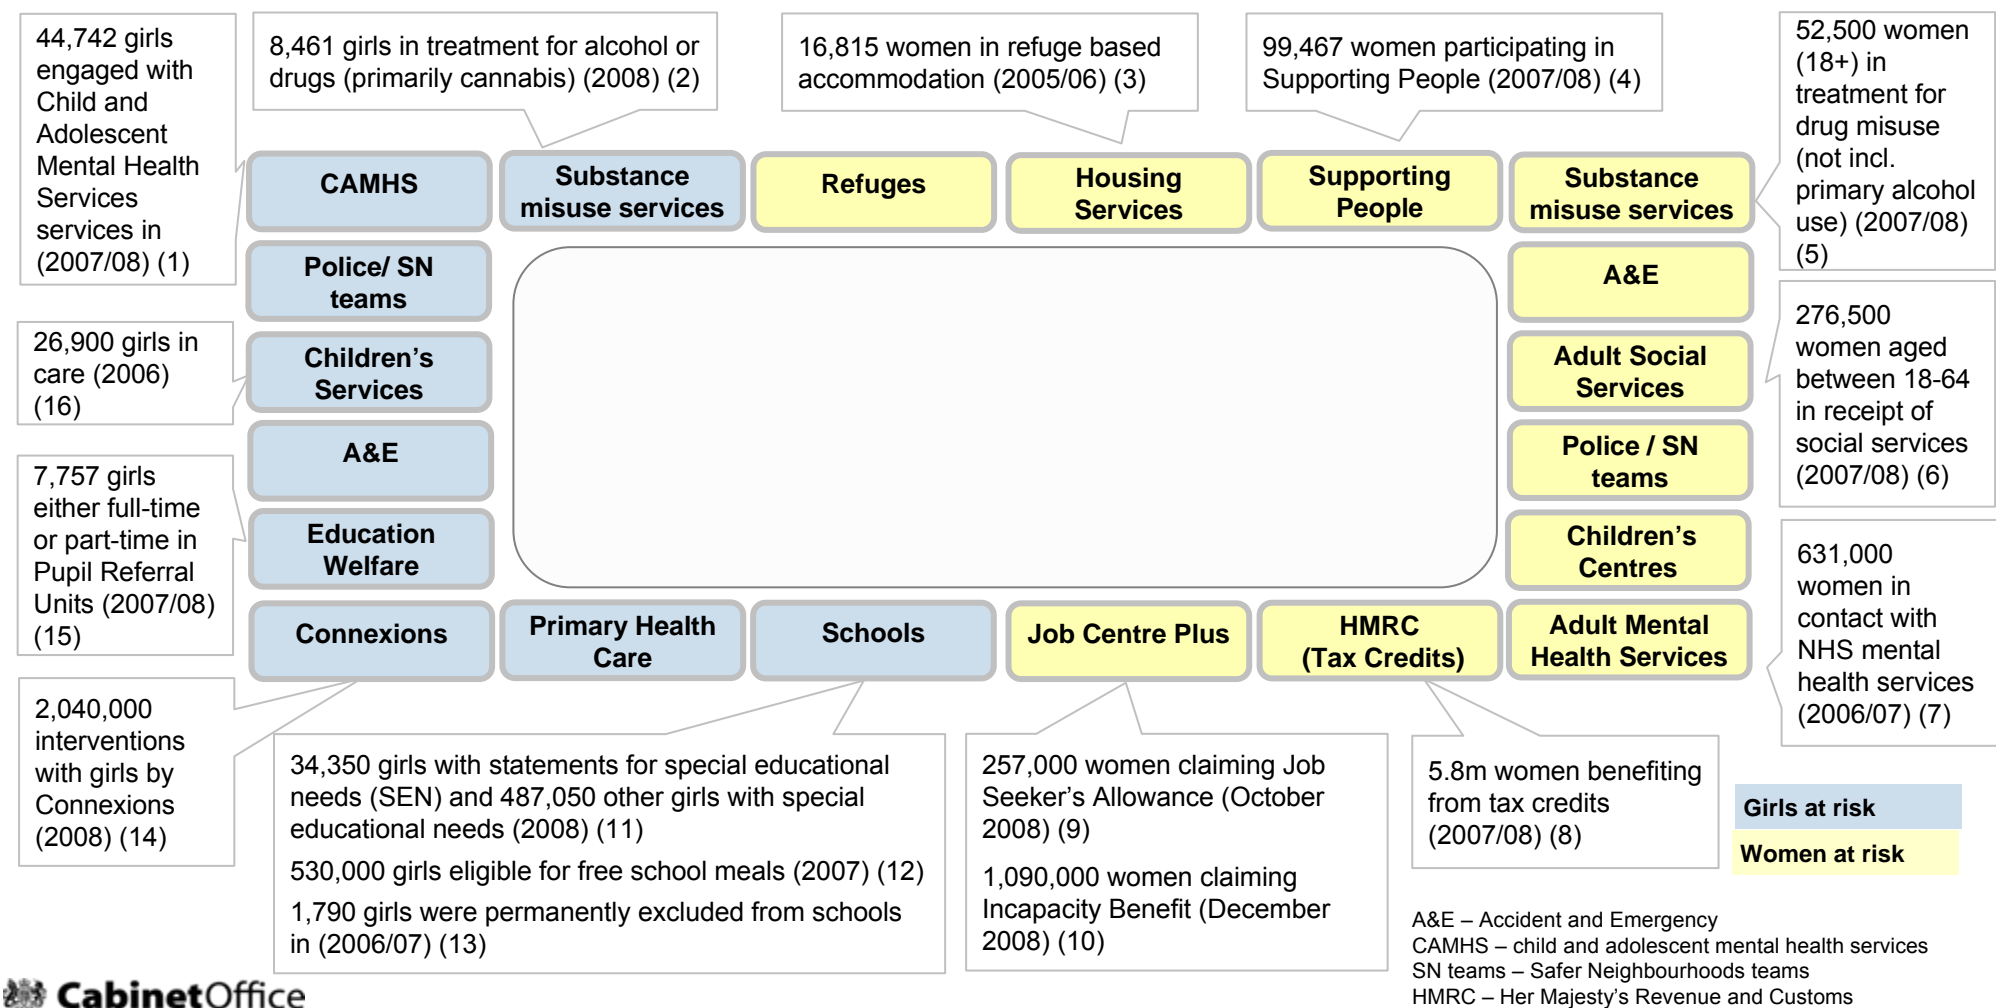 44,742 girls
engaged with
Child and
Adolescent
Mental Health
Services
services in
(2007/08) (1)
8,461 girls in treatment for alcohol or
drugs (primarily cannabis) (2008) (2)
16,815 women in refuge based
accommodation (2005/06) (3)
99,467 women participating in
Supporting People (2007/08) (4)
52,500 women
(18+) in
treatment for
drug misuse
(not incl.
primary alcohol
use) (2007/08)
(5)
CAMHS
Substance
misuse services
Refuges
Housing
Services
Supporting
People
Substance
misuse services
Police/ SN
teams
A&E
26,900 girls in
care (2006)
(16)
Children's
Services
Adult Social
Services
276,500
women aged
between 18-64
in receipt of
social services
(2007/08) (6)
A&E
Police / SN
teams
7,757 girls
either full-time
or part-time in
Pupil Referral
Units (2007/08)
(15)
Education
Welfare
Children's
Centres
631,000
women in
contact with
NHS mental
health services
(2006/07) (7)
Connexions
Primary Health
Care
Schools
Job Centre Plus
HMRC
(Tax Credits)
Adult Mental
Health Services
2,040,000
interventions
with girls by
Connexions
(2008) (14)
34,350 girls with statements for special educational
needs (SEN) and 487,050 other girls with special
educational needs (2008) (11)
530,000 girls eligible for free school meals (2007) (12)
1,790 girls were permanently excluded from schools
in (2006/07) (13)
257,000 women claiming Job
Seeker's Allowance (October
2008) (9)
1,090,000 women claiming
Incapacity Benefit (December
2008) (10)
5.8m women benefiting
from tax credits
(2007/08) (8)
Girls at risk
Women at risk
A&E – Accident and Emergency
CAMHS – child and adolescent mental health services
SN teams – Safer Neighbourhoods teams
HMRC – Her Majesty's Revenue and Customs
CabinetOffice